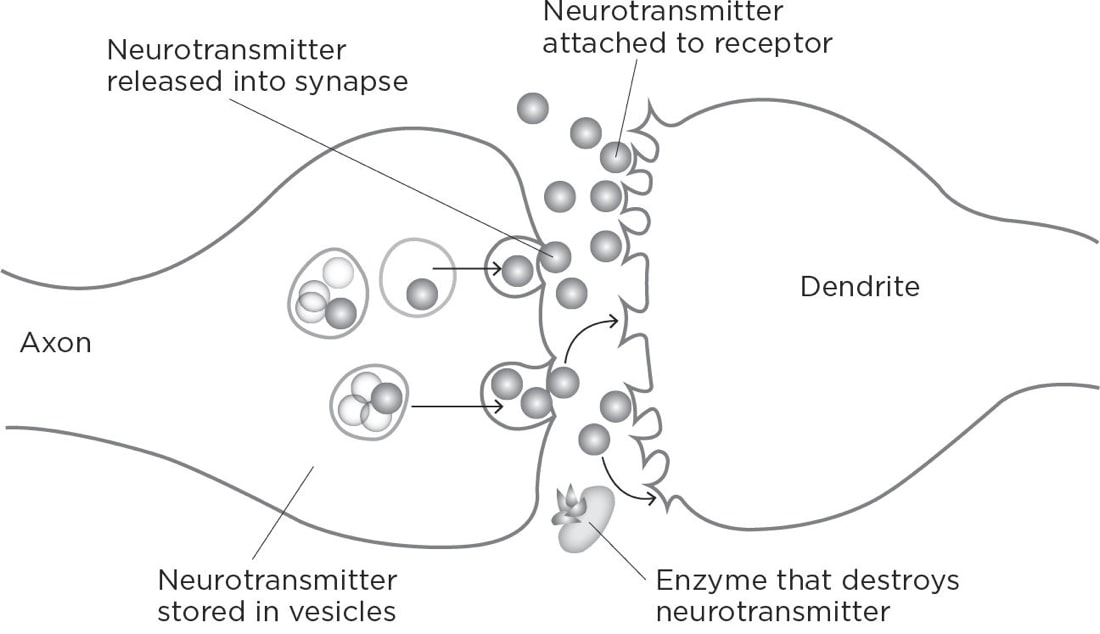 Neurotransmitter
attached to receptor
Neurotransmitter
released into synapse
Dendrite
Axon
Neurotransmitter
stored in vesicles
Enzyme that destroys
neurotransmitter